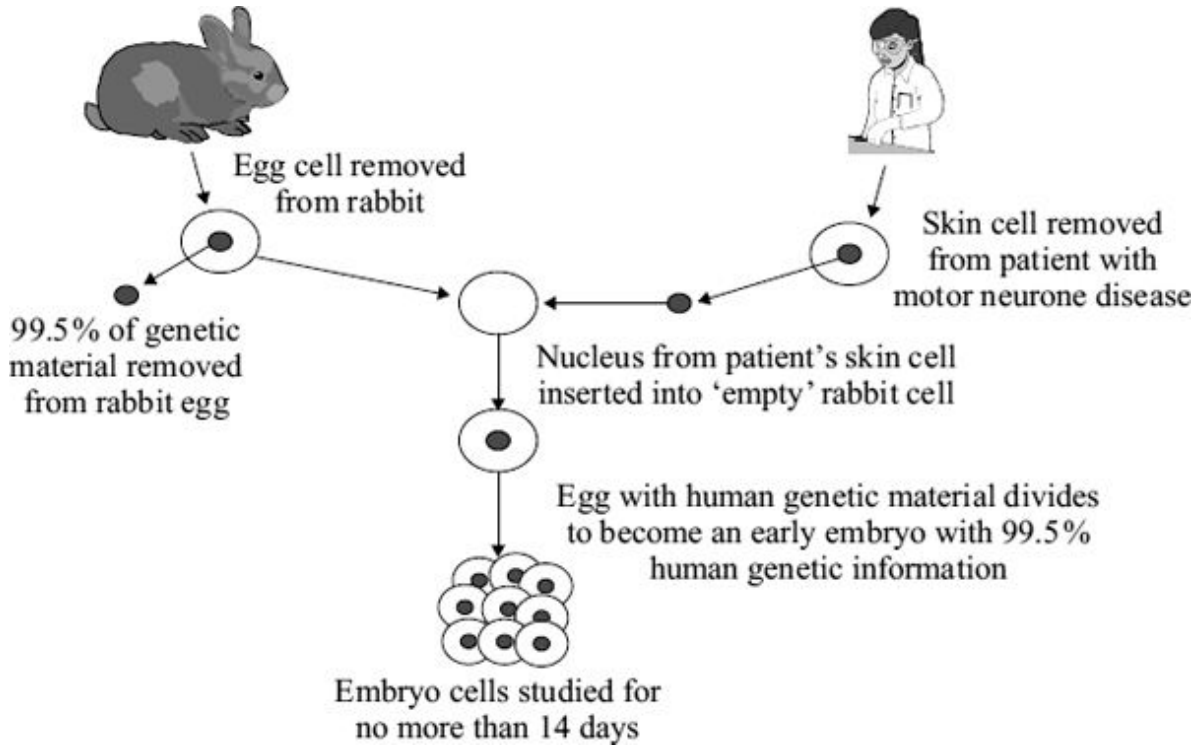 Egg cell removed
from rabbit
Skin cell removed
from patient with
motor neurone disease
99.5% of genetic
material removed
from rabbit egg
Nucleus from patient’s skin cell
inserted into ‘empty’ rabbit cell
Egg with human genetic material divides
to become an early embryo with 99.5%
human genetic information
Embryo cells studied for
no more than 14 days